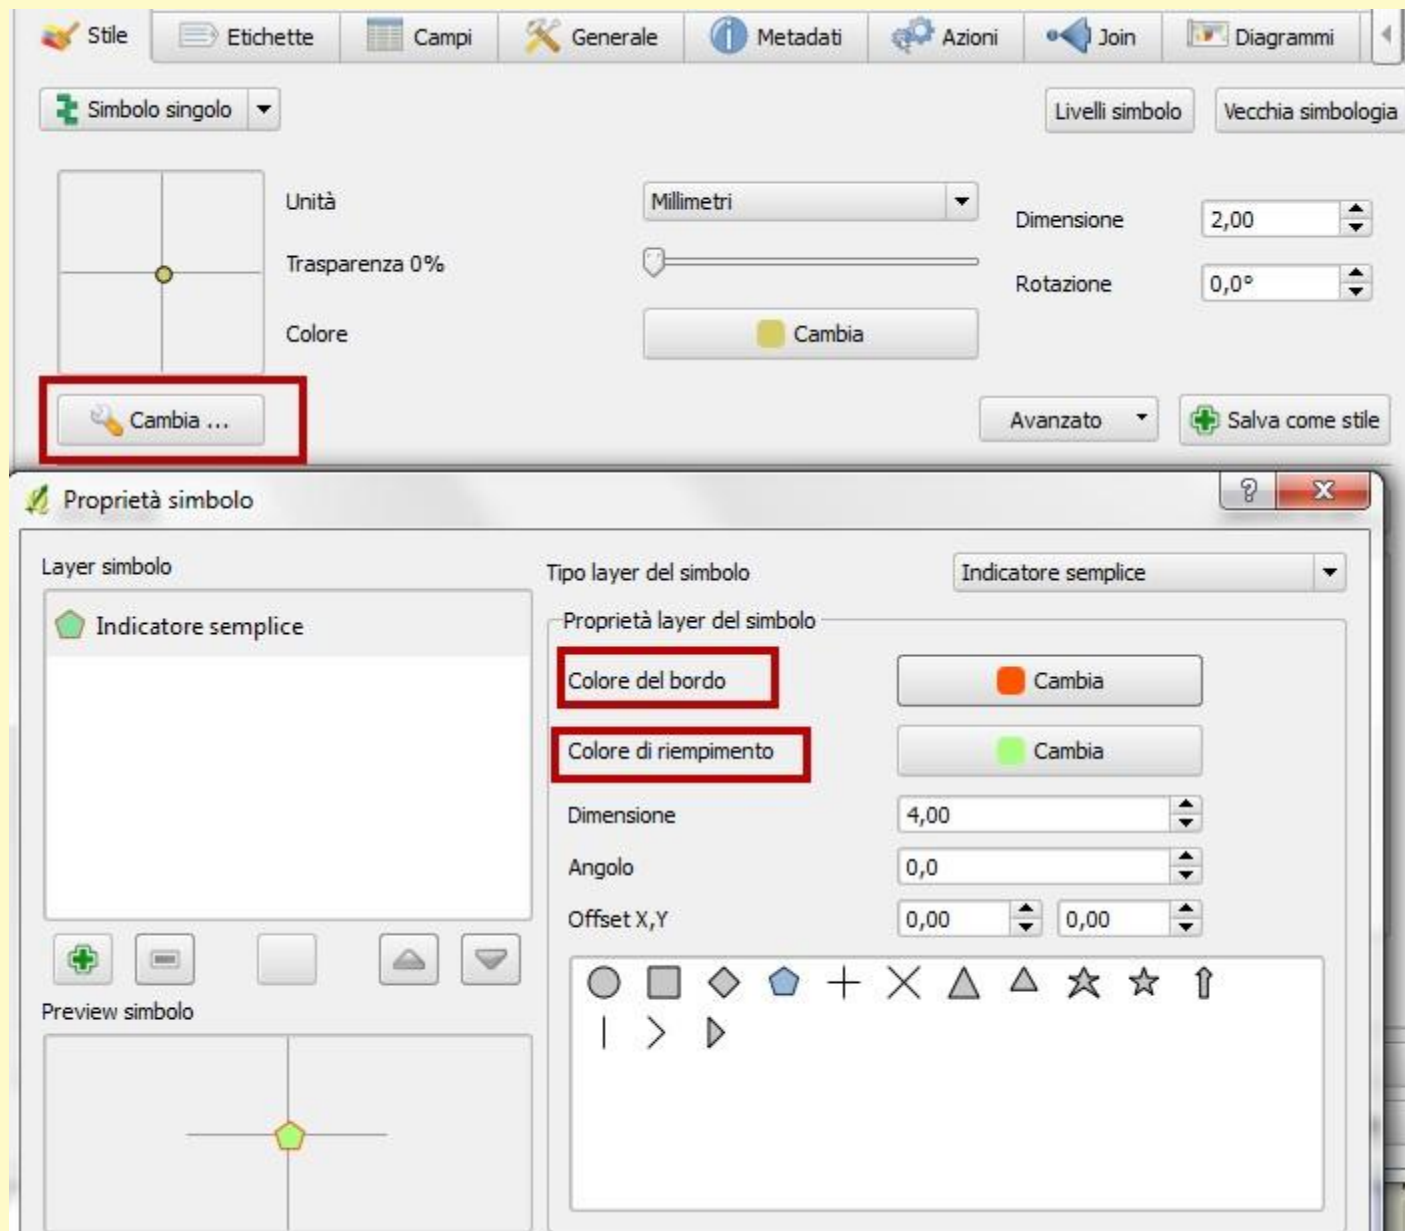 Stile Etichette Campi Generale Metadati Azioni Join Diagrammi
Simbolo singolo Livelli simbolo Vecchia simbologia
Unità Millimetri Dimensione 2,00
Trasparenza 0% Rotazione 0,0°
Colore Cambia
Cambia ... Avanzato Salva come stile
Proprietà simbolo ? X
Layer simbolo Tipo layer del simbolo Indicatore semplice
Indicatore semplice Proprietà layer del simbolo
Colore del bordo Cambia
Colore di riempimento Cambia
Dimensione 4,00
Angolo 0,0
Offset X,Y 0,00 0,00
Preview simbolo